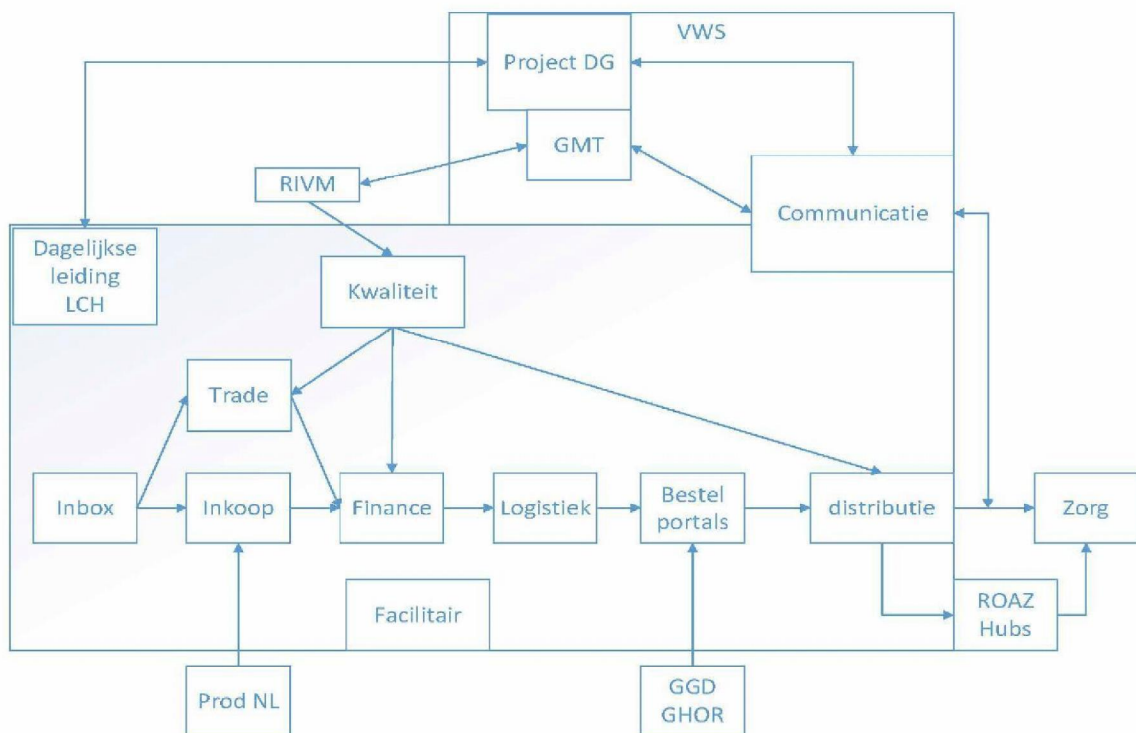 VWS
Project DG
GMT
RIVM
Communicatie
Dagelijkse
leiding
LCH
Kwaliteit
Trade
Inbox
Inkoop
Finance
Logistiek
Bestel
portals
distributie
Zorg
Facilitair
ROAZ
Hubs
Prod NL
GGD
GHOR